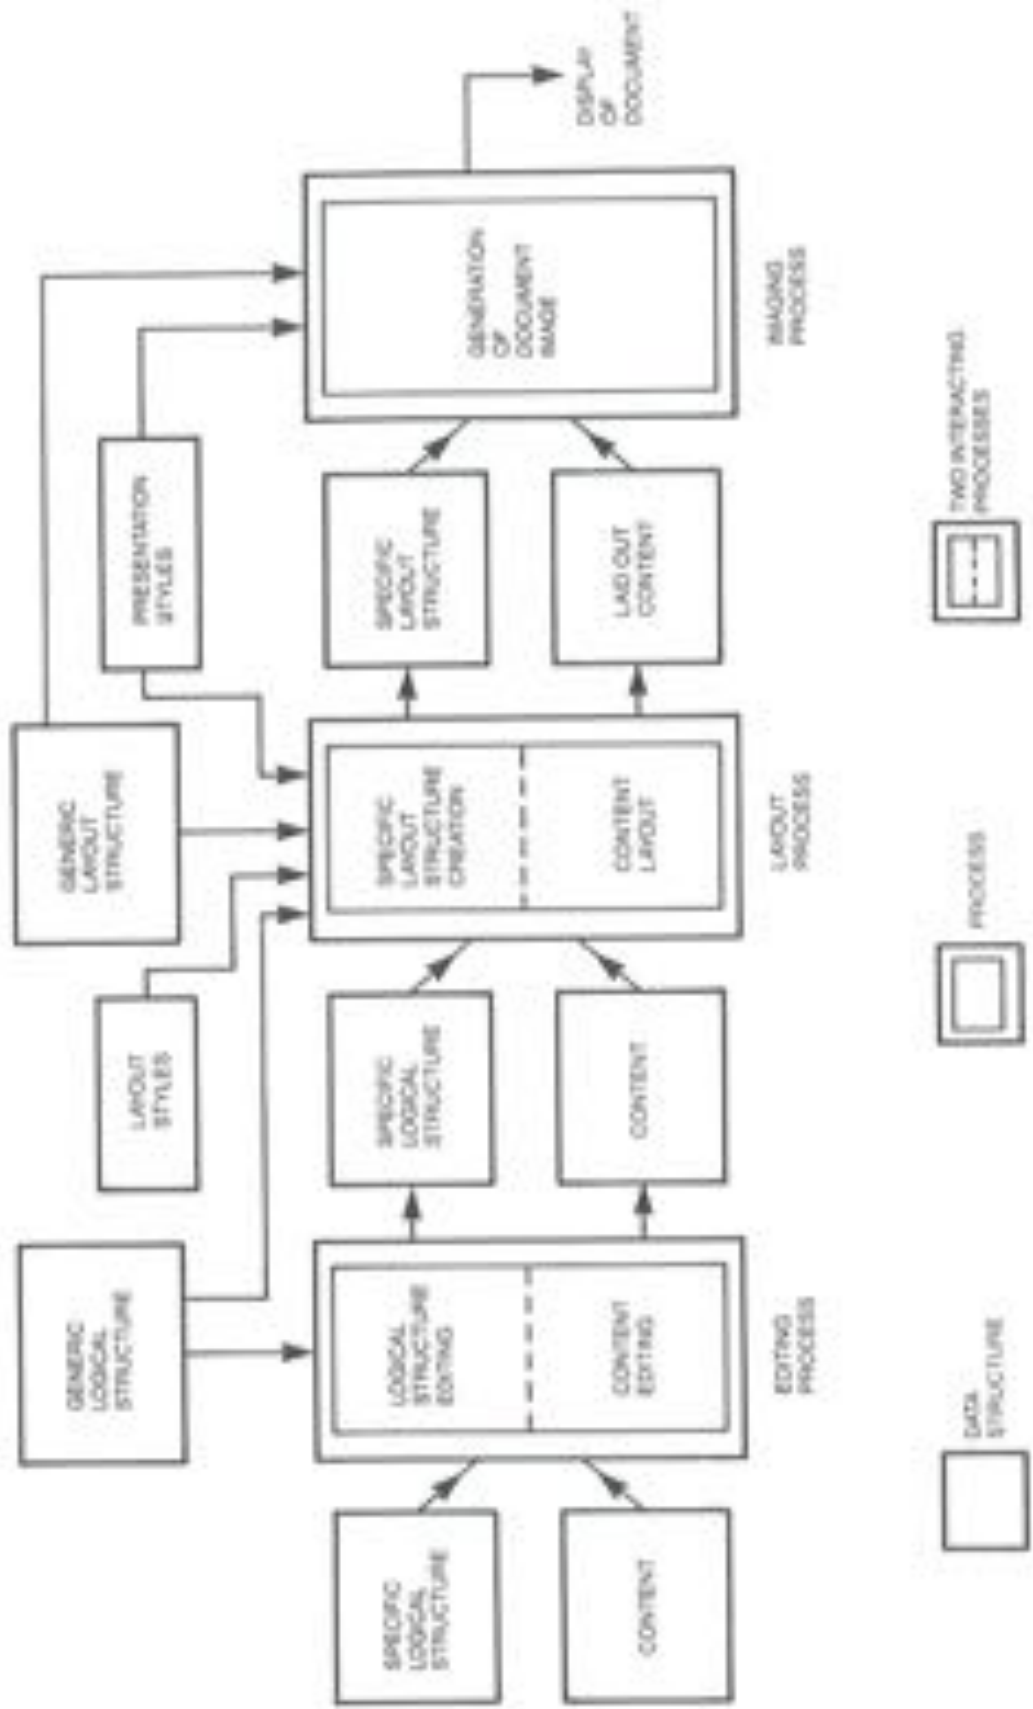 GENERIC
LOGICAL
STRUCTURE
LAYOUT
STYLES
GENERIC
LAYOUT
STRUCTURE
PRESENTATION
STYLES
SPECIFIC
LOGICAL
STRUCTURE
CONTENT
LOGICAL
STRUCTURE
EDITING
CONTENT
EDITING
EDITING
PROCESS
SPECIFIC
LOGICAL
STRUCTURE
CONTENT
SPECIFIC
LAYOUT
STRUCTURE
CREATION
CONTENT
LAYOUT
LAYOUT
PROCESS
SPECIFIC
LAYOUT
STRUCTURE
LAID OUT
CONTENT
GENERATION
OF
DOCUMENT
IMAGE
IMAGING
PROCESS
DISPLAY
OF
DOCUMENT
DATA
STRUCTURE
PROCESS
TWO INTERACTING
PROCESSES